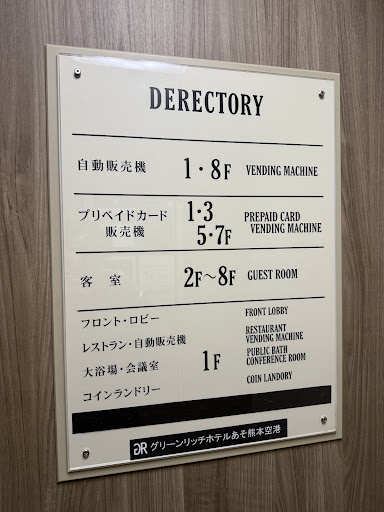 DERECTORY
自動販売機 1・8F VENDING MACHINE
プリペイドカード 1・3 PREPAID CARD
販売機 5・7F VENDING MACHINE
客室 2F〜8F GUEST ROOM
フロント・ロビー FRONT LOBBY
レストラン・自動販売機 RESTAURANT
VENDING MACHINE
大浴場・会議室 1F PUBLIC BATH
CONFERENCE ROOM
コインランドリー COIN LANDORY
GR グリーンリッチホテルあそ熊本空港